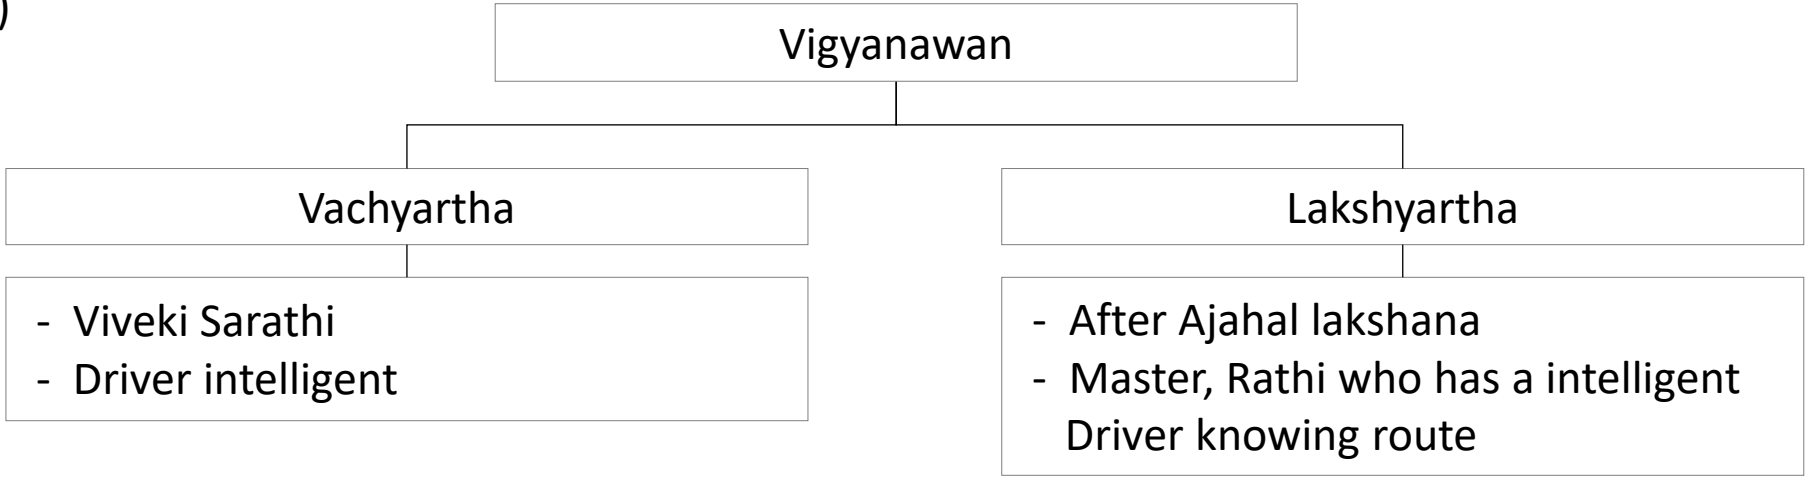 )
Vigyanawan
Vachyartha
Lakshyartha
- Viveki Sarathi
- Driver intelligent
- After Ajahal lakshana
- Master, Rathi who has a intelligent
Driver knowing route